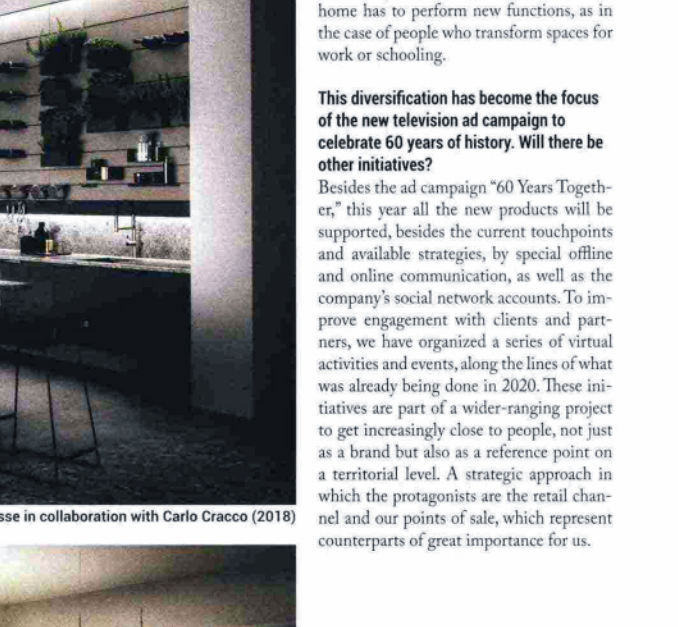 home has to perform new functions, as in
the case of people who transform spaces for
work or schooling.
This diversification has become the focus
of the new television ad campaign to
celebrate 60 years of history. Will there be
other initiatives?
Besides the ad campaign “60 Years Togeth-
er,” this year all the new products will be
supported, besides the current touchpoints
and available strategies, by special offline
and online communication, as well as the
company’s social network accounts. To im-
prove engagement with clients and part-
ners, we have organized a series of virtual
activities and events, along the lines of what
was already being done in 2020. These ini-
tiatives are part of a wider-ranging project
to get increasingly close to people, not just
as a brand but also as a reference point on
a territorial level. A strategic approach in
which the protagonists are the retail chan-
nel and our points of sale, which represent
counterparts of great importance for us.
sse in collaboration with Carlo Cracco (2018)